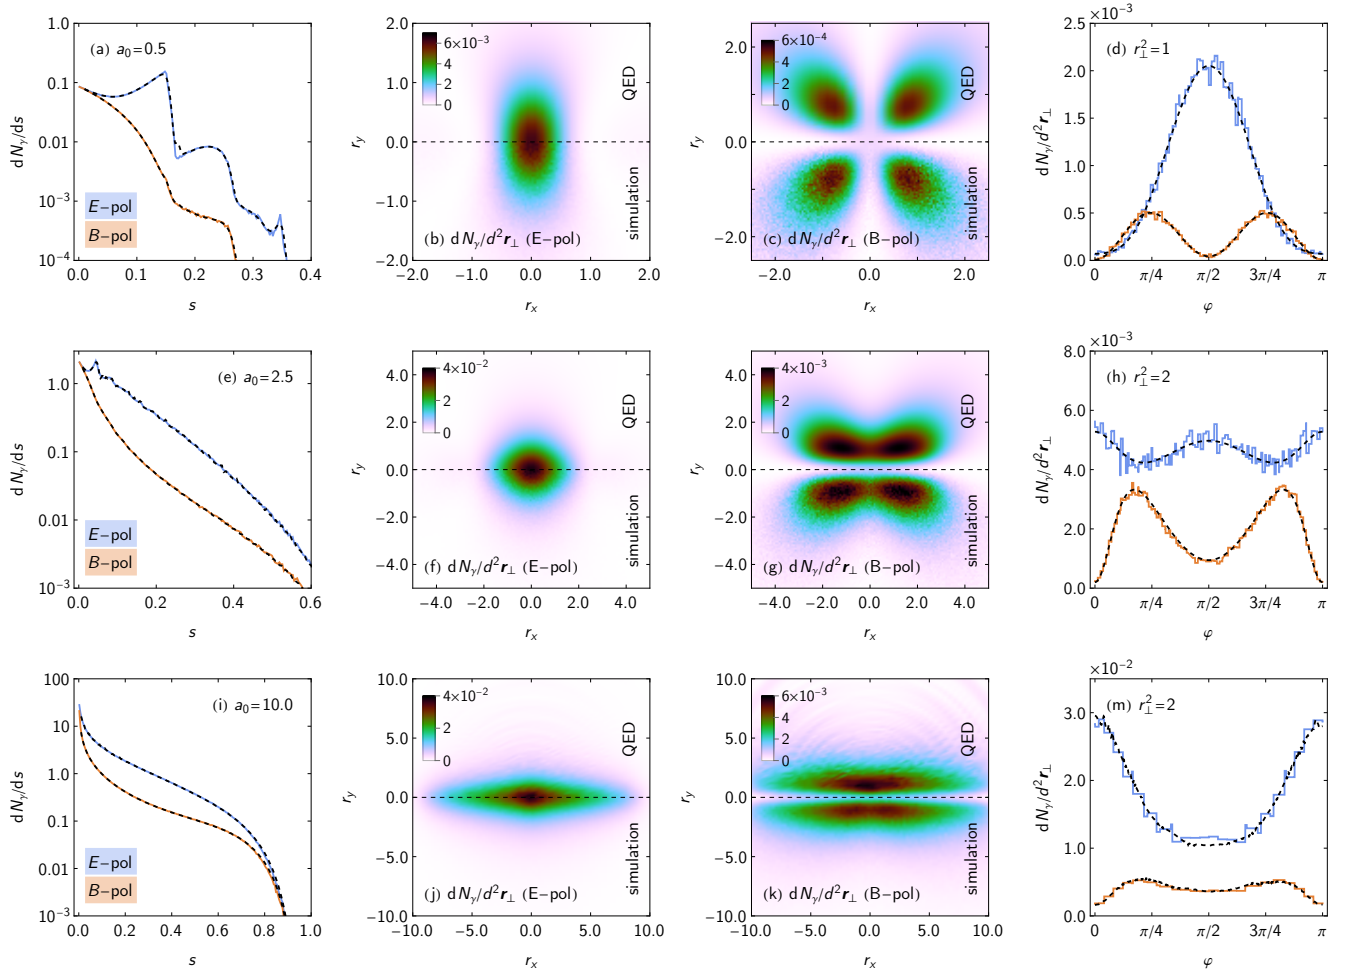 (a) a₀=0.5
1.0
0.1
0.01
10⁻³
10⁻⁴
dNγ/ds
E−pol
B−pol
0.0 0.1 0.2 0.3 0.4
s
2.0
1.0
0.0
−1.0
−2.0
r_y
6×10⁻³
4
2
0
QED
simulation
(b) dNγ/d²r⊥ (E−pol)
−2.0 −1.0 0.0 1.0 2.0
r_x
2.0
0.0
−2.0
r_y
6×10⁻⁴
4
2
0
QED
simulation
(c) dNγ/d²r⊥ (B−pol)
−2.0 0.0 2.0
r_x
×10⁻³
2.5
2.0
1.5
1.0
0.5
0.0
dNγ/d²r⊥
(d) r⊥²=1
0 π/4 π/2 3π/4 π
φ
(e) a₀=2.5
1.0
0.1
0.01
10⁻³
dNγ/ds
E−pol
B−pol
0.0 0.2 0.4 0.6
s
4.0
2.0
0.0
−2.0
−4.0
r_y
4×10⁻²
2
0
QED
simulation
(f) dNγ/d²r⊥ (E−pol)
−4.0 −2.0 0.0 2.0 4.0
r_x
4.0
2.0
0.0
−2.0
−4.0
r_y
4×10⁻³
2
0
QED
simulation
(g) dNγ/d²r⊥ (B−pol)
−4.0 −2.0 0.0 2.0 4.0
r_x
×10⁻³
8.0
6.0
4.0
2.0
0.0
dNγ/d²r⊥
(h) r⊥²=2
0 π/4 π/2 3π/4 π
φ
(i) a₀=10.0
100
10
1.0
0.1
0.01
10⁻³
dNγ/ds
E−pol
B−pol
0.0 0.2 0.4 0.6 0.8 1.0
s
10.0
5.0
0.0
−5.0
−10.0
r_y
4×10⁻²
2
0
QED
simulation
(j) dNγ/d²r⊥ (E−pol)
−10.0 −5.0 0.0 5.0 10.0
r_x
10.0
5.0
0.0
−5.0
−10.0
r_y
6×10⁻³
4
2
0
QED
simulation
(k) dNγ/d²r⊥ (B−pol)
−10.0 −5.0 0.0 5.0 10.0
r_x
×10⁻²
3.0
2.0
1.0
0.0
dNγ/d²r⊥
(m) r⊥²=2
0 π/4 π/2 3π/4 π
φ